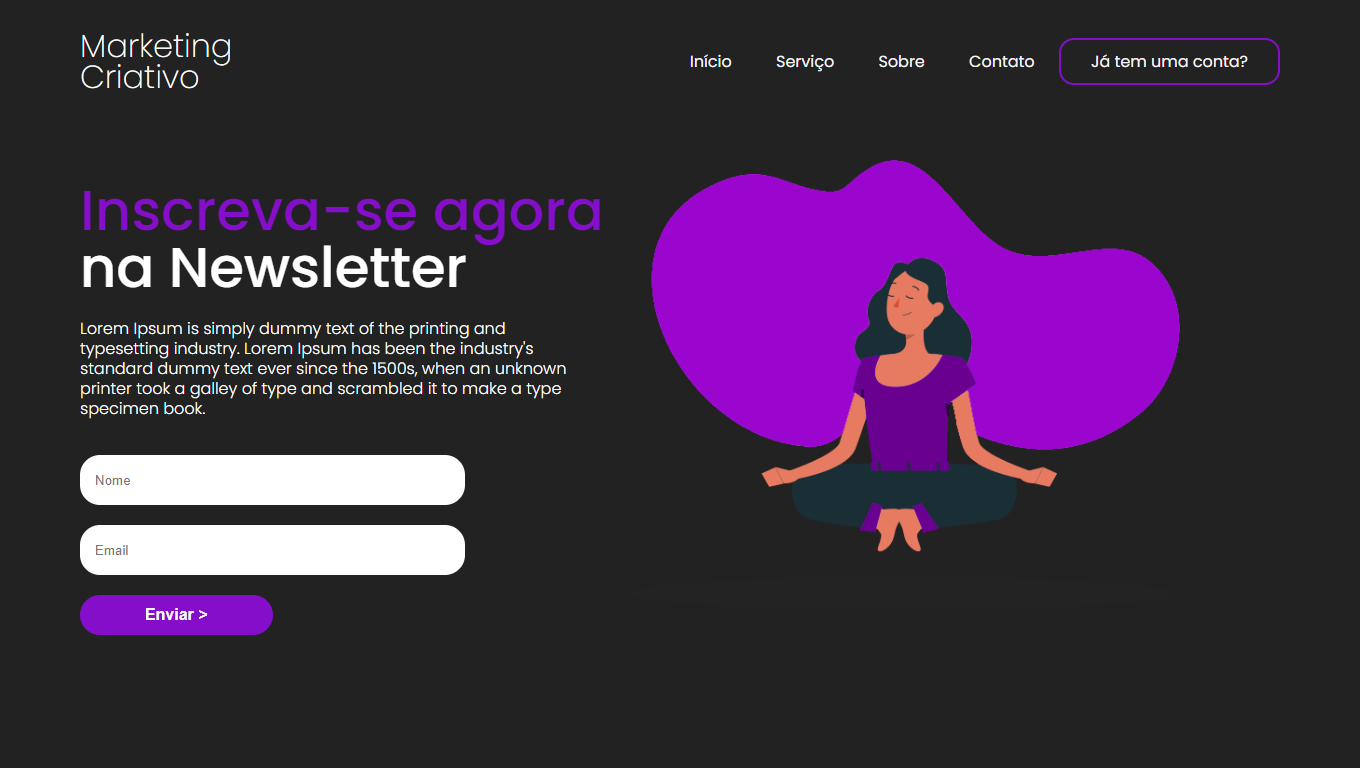 Marketing
Criativo
Início Serviço Sobre Contato Já tem uma conta?
Inscreva-se agora
na Newsletter
Lorem Ipsum is simply dummy text of the printing and
typesetting industry. Lorem Ipsum has been the industry's
standard dummy text ever since the 1500s, when an unknown
printer took a galley of type and scrambled it to make a type
specimen book.
Nome
Email
Enviar >